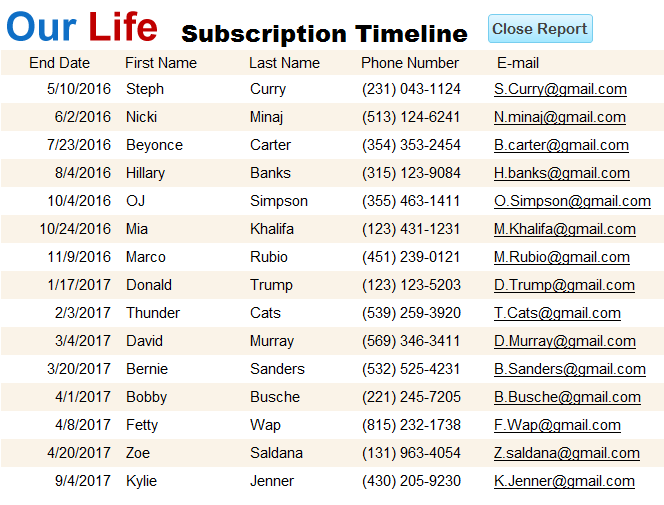 Our Life Subscription Timeline Close Report
End Date First Name Last Name Phone Number E-mail
5/10/2016 Steph Curry (231) 043-1124 S.Curry@gmail.com
6/2/2016 Nicki Minaj (513) 124-6241 N.minaj@gmail.com
7/23/2016 Beyonce Carter (354) 353-2454 B.carter@gmail.com
8/4/2016 Hillary Banks (315) 123-9084 H.banks@gmail.com
10/4/2016 OJ Simpson (355) 463-1411 O.Simpson@gmail.com
10/24/2016 Mia Khalifa (123) 431-1231 M.Khalifa@gmail.com
11/9/2016 Marco Rubio (451) 239-0121 M.Rubio@gmail.com
1/17/2017 Donald Trump (123) 123-5203 D.Trump@gmail.com
2/3/2017 Thunder Cats (539) 259-3920 T.Cats@gmail.com
3/4/2017 David Murray (569) 346-3411 D.Murray@gmail.com
3/20/2017 Bernie Sanders (532) 525-4231 B.Sanders@gmail.com
4/1/2017 Bobby Busche (221) 245-7205 B.Busche@gmail.com
4/8/2017 Fetty Wap (815) 232-1738 F.Wap@gmail.com
4/20/2017 Zoe Saldana (131) 963-4054 Z.saldana@gmail.com
9/4/2017 Kylie Jenner (430) 205-9230 K.Jenner@gmail.com